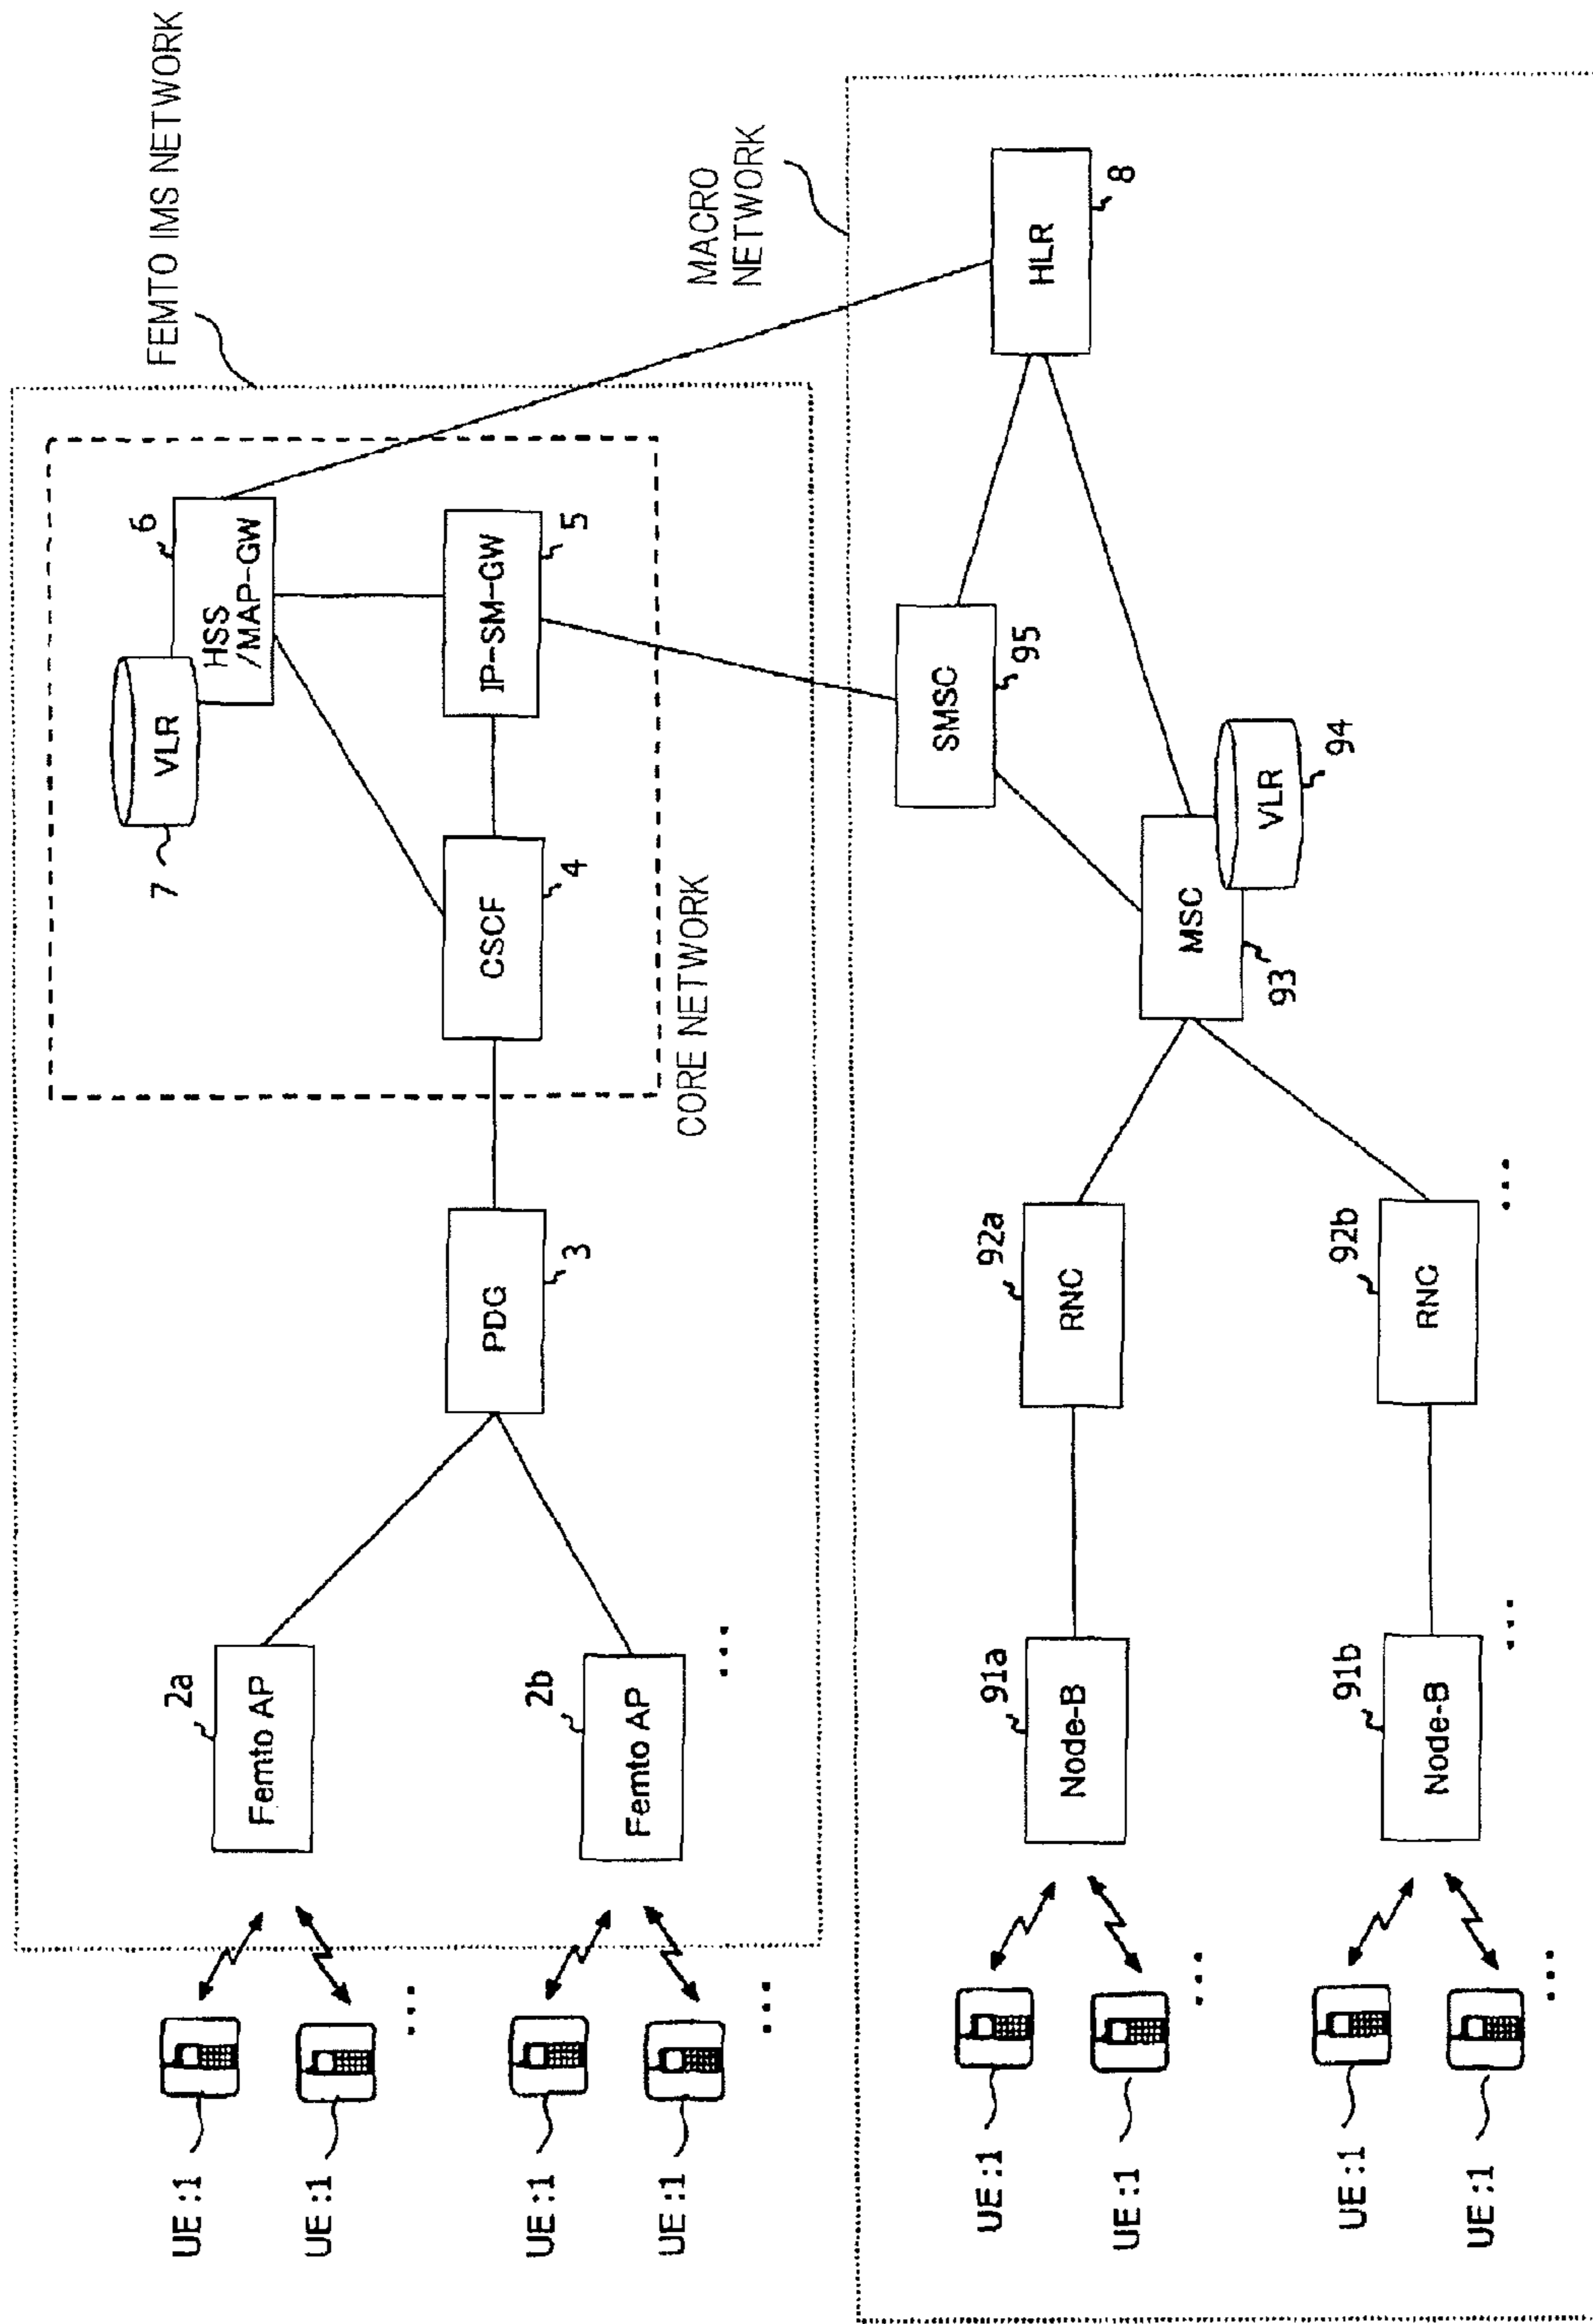 FEMTO IMS NETWORK
7
VLR
6
HSS
/MAP-GW
2a
Femto AP
UE:1
UE:1
PDG
3
CSCF
4
IP-SM-GW
5
2b
Femto AP
...
UE:1
UE:1
...
...
CORE NETWORK
MACRO
NETWORK
UE:1
UE:1
...
91a
Node-B
92a
RNC
MSC
93
VLR
94
SMSC
95
HLR
8
UE:1
UE:1
...
91b
Node-B
...
92b
RNC
...